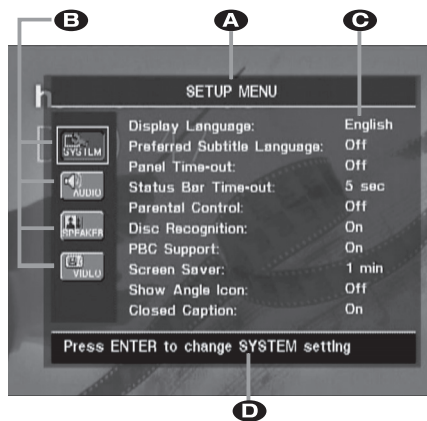 B A C
h
SETUP MENU
SYSTEM
AUDIO
SPEAKER
VIDEO
Display Language: English
Preferred Subtitle Language: Off
Panel Time-out: Off
Status Bar Time-out: 5 sec
Parental Control: Off
Disc Recognition: On
PBC Support: On
Screen Saver: 1 min
Show Angle Icon: Off
Closed Caption: On
Press ENTER to change SYSTEM setting
D